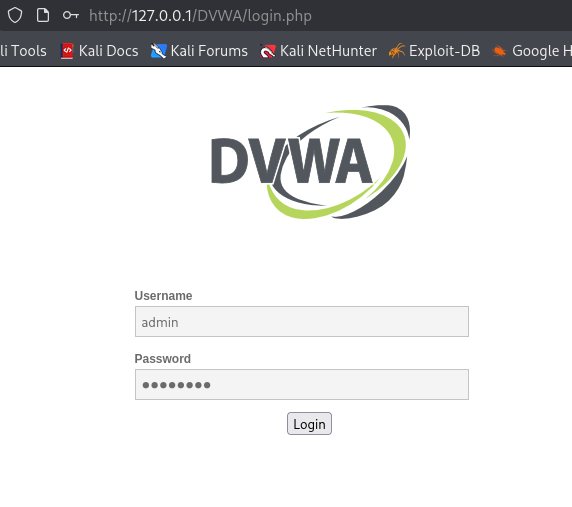 http://127.0.0.1/DVWA/login.php
li Tools Kali Docs Kali Forums Kali NetHunter Exploit-DB Google H
DVWA
Username
admin
Password
●●●●●●●●
Login